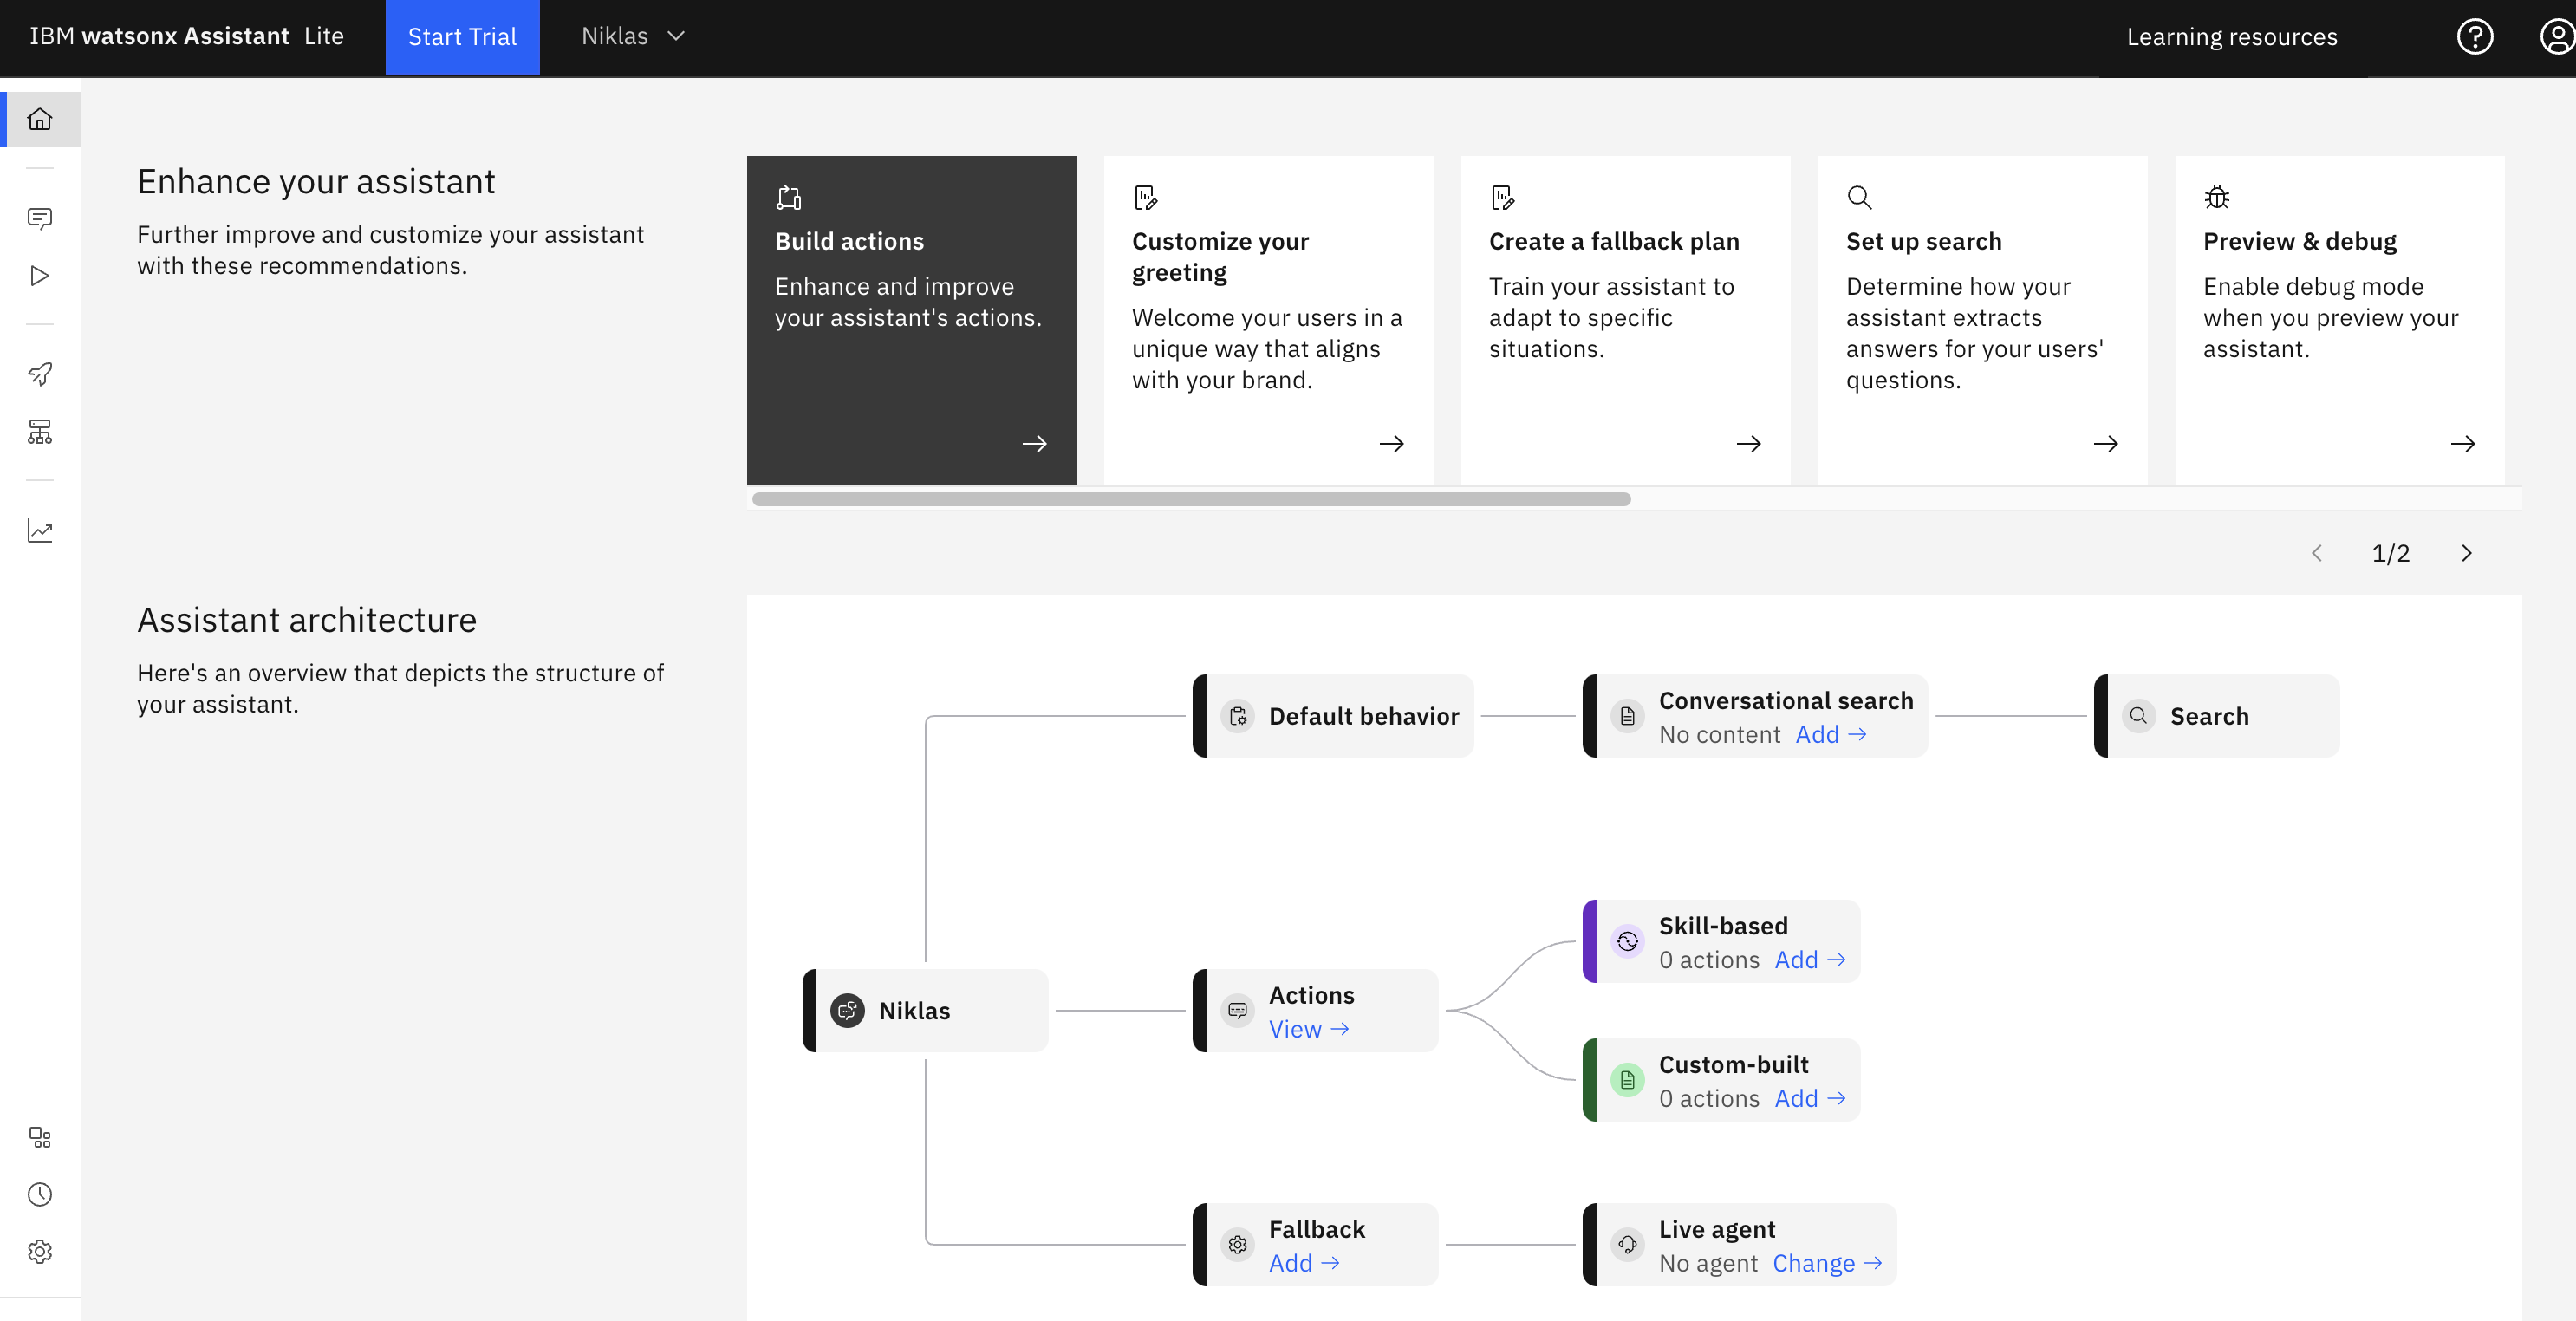 IBM watsonx Assistant Lite
Start Trial
Niklas
Learning resources
Enhance your assistant
Further improve and customize your assistant
with these recommendations.
Build actions
Enhance and improve
your assistant's actions.
Customize your
greeting
Welcome your users in a
unique way that aligns
with your brand.
Create a fallback plan
Train your assistant to
adapt to specific
situations.
Set up search
Determine how your
assistant extracts
answers for your users'
questions.
Preview & debug
Enable debug mode
when you preview your
assistant.
1/2
Assistant architecture
Here's an overview that depicts the structure of
your assistant.
Default behavior
Conversational search
No content Add →
Search
Skill-based
0 actions Add →
Niklas
Actions
View →
Custom-built
0 actions Add →
Fallback
Add →
Live agent
No agent Change →